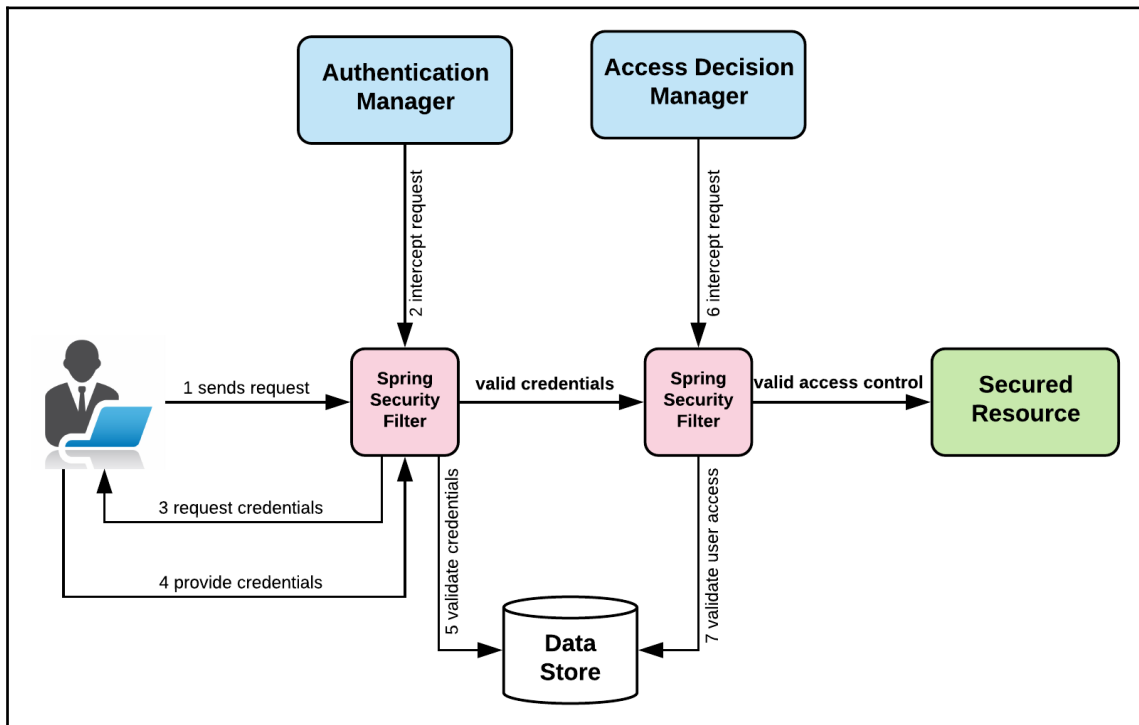 Authentication
Manager
Access Decision
Manager
2 intercept request
6 intercept request
1 sends request
Spring
Security
Filter
valid credentials
Spring
Security
Filter
valid access control
Secured
Resource
3 request credentials
4 provide credentials
5 validate credentials
7 validate user access
Data
Store